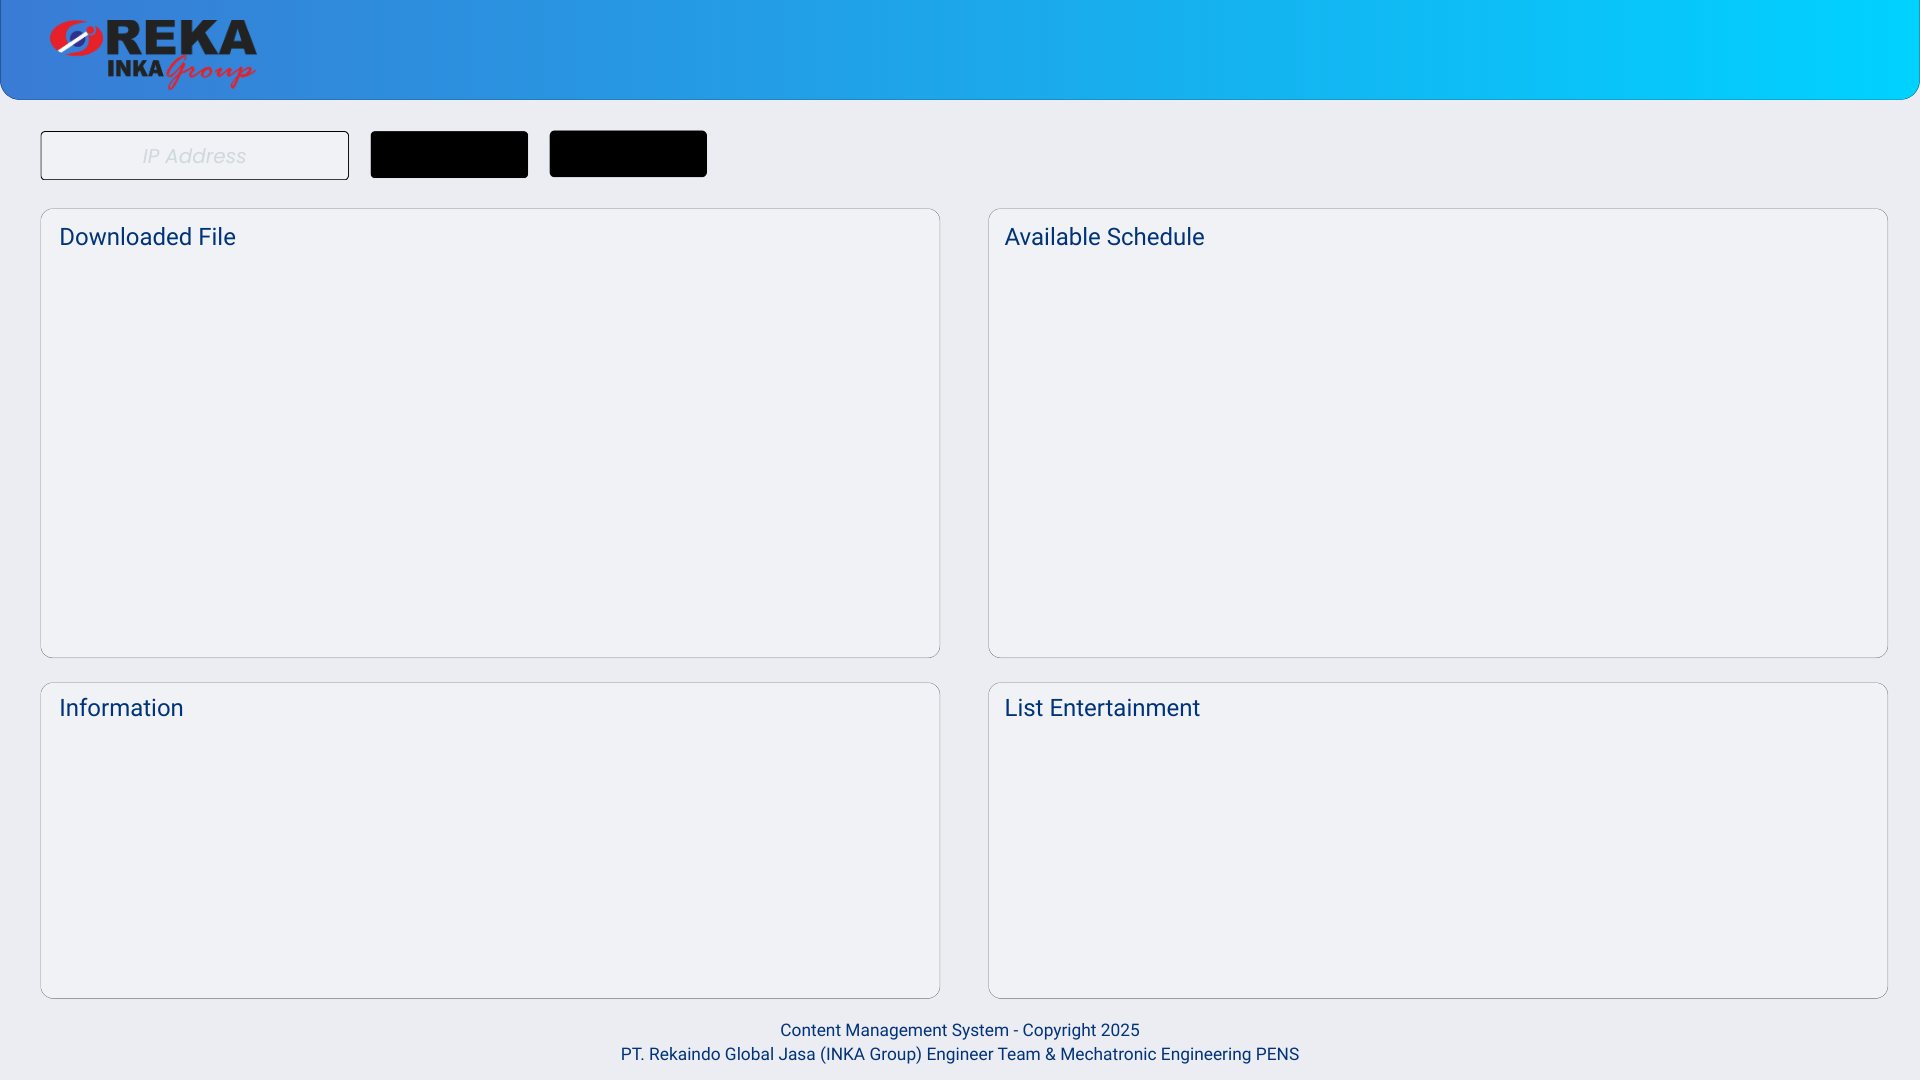 REKA
INKA Group
IP Address
Downloaded File
Available Schedule
Information
List Entertainment
Content Management System - Copyright 2025
PT. Rekaindo Global Jasa (INKA Group) Engineer Team & Mechatronic Engineering PENS